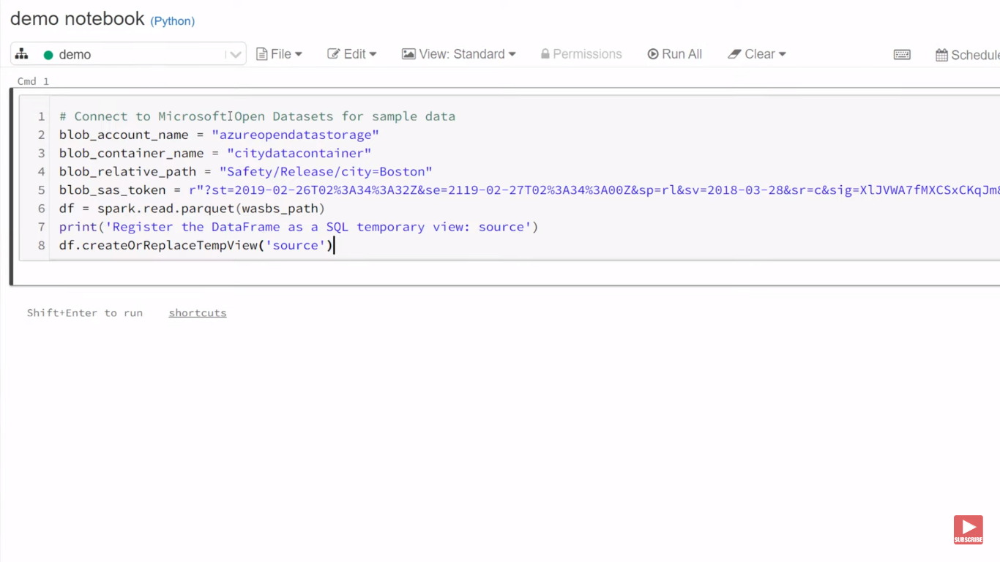 demo notebook (Python)
demo File Edit View: Standard Permissions Run All Clear Schedule
Cmd 1
1 # Connect to Microsoft Open Datasets for sample data
2 blob_account_name = "azureopendatastorage"
3 blob_container_name = "citydatacontainer"
4 blob_relative_path = "Safety/Release/city=Boston"
5 blob_sas_token = r"?st=2019-02-26T02%3A34%3A32Z&se=2119-02-27T02%3A34%3A00Z&sp=rl&sv=2018-03-28&sr=c&sig=XlJVWA7fMXCSxCKqJm&
6 df = spark.read.parquet(wasbs_path)
7 print('Register the DataFrame as a SQL temporary view: source')
8 df.createOrReplaceTempView('source')
Shift+Enter to run shortcuts
SUBSCRIBE